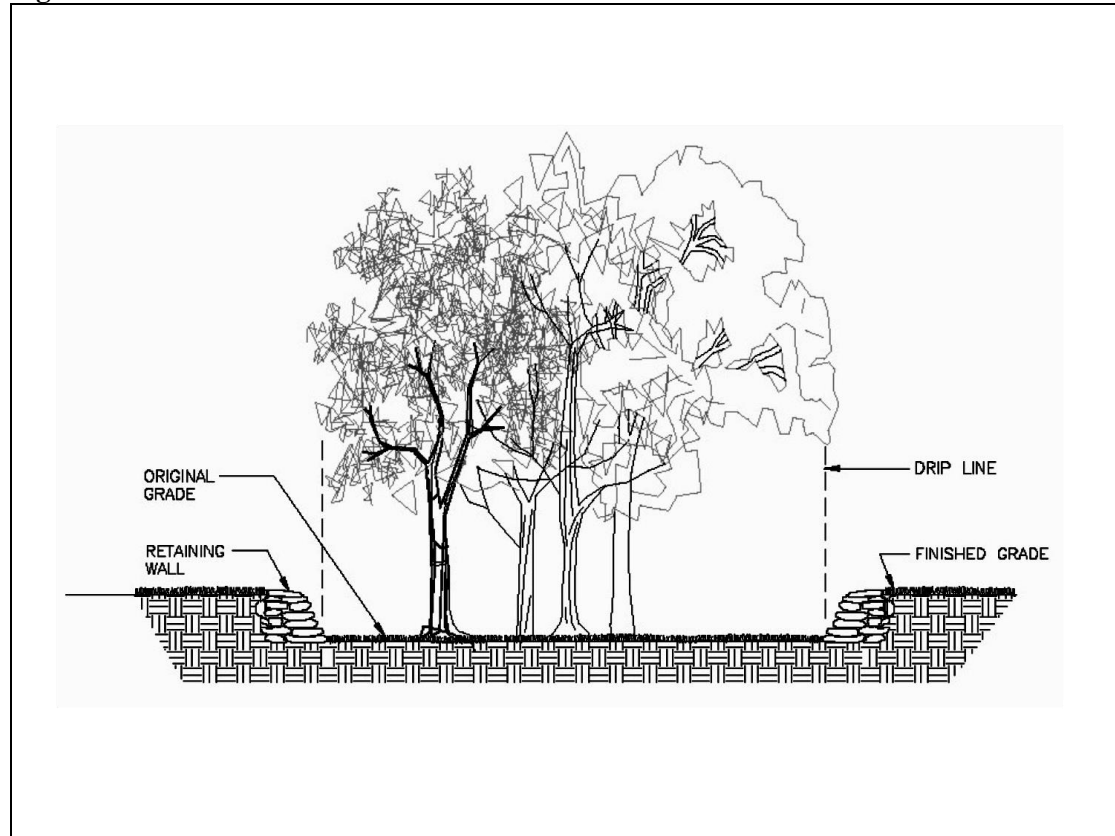 ORIGINAL
GRADE
DRIP LINE
RETAINING
WALL
FINISHED GRADE